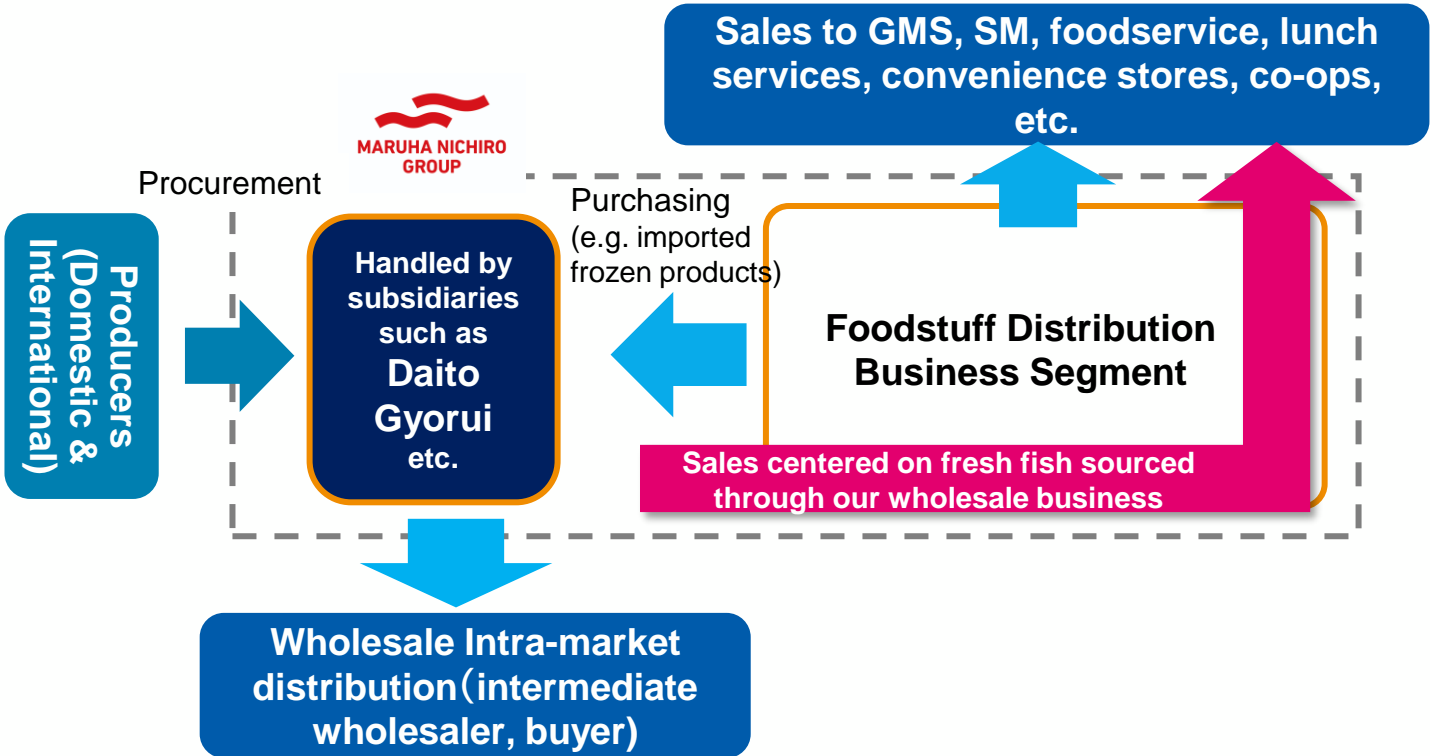 Sales to GMS, SM, foodservice, lunch
services, convenience stores, co-ops,
etc.
MARUHA NICHIRO
GROUP
Procurement
Purchasing
(e.g. imported
frozen products)
Producers
(Domestic &
International)
Handled by
subsidiaries
such as
Daito
Gyorui
etc.
Foodstuff Distribution
Business Segment
Sales centered on fresh fish sourced
through our wholesale business
Wholesale Intra-market
distribution（intermediate
wholesaler, buyer)